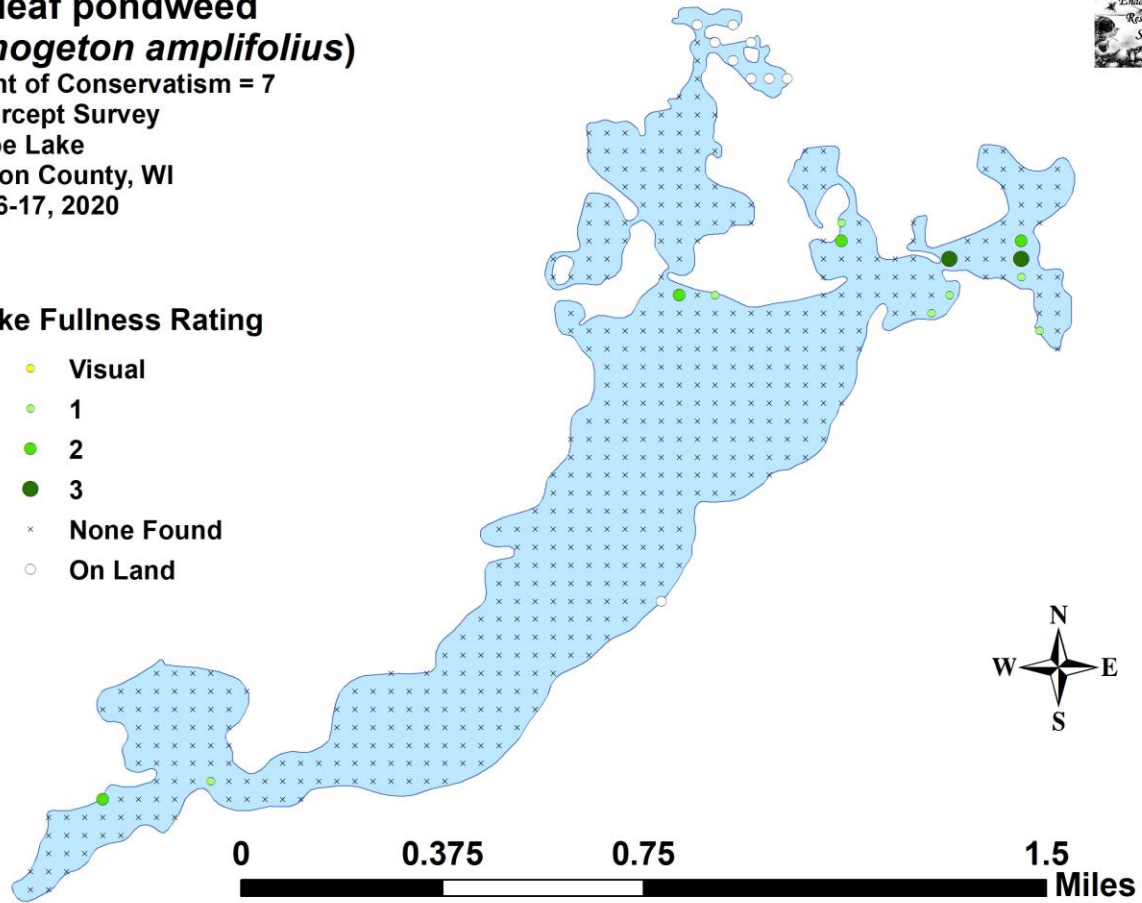 leaf pondweed
nogeton amplifolius)
nt of Conservatism = 7
ercept Survey
e Lake
on County, WI
6-17, 2020
ke Fullness Rating
Visual
1
2
3
None Found
On Land
N
W E
S
0 0.375 0.75 1.5
Miles